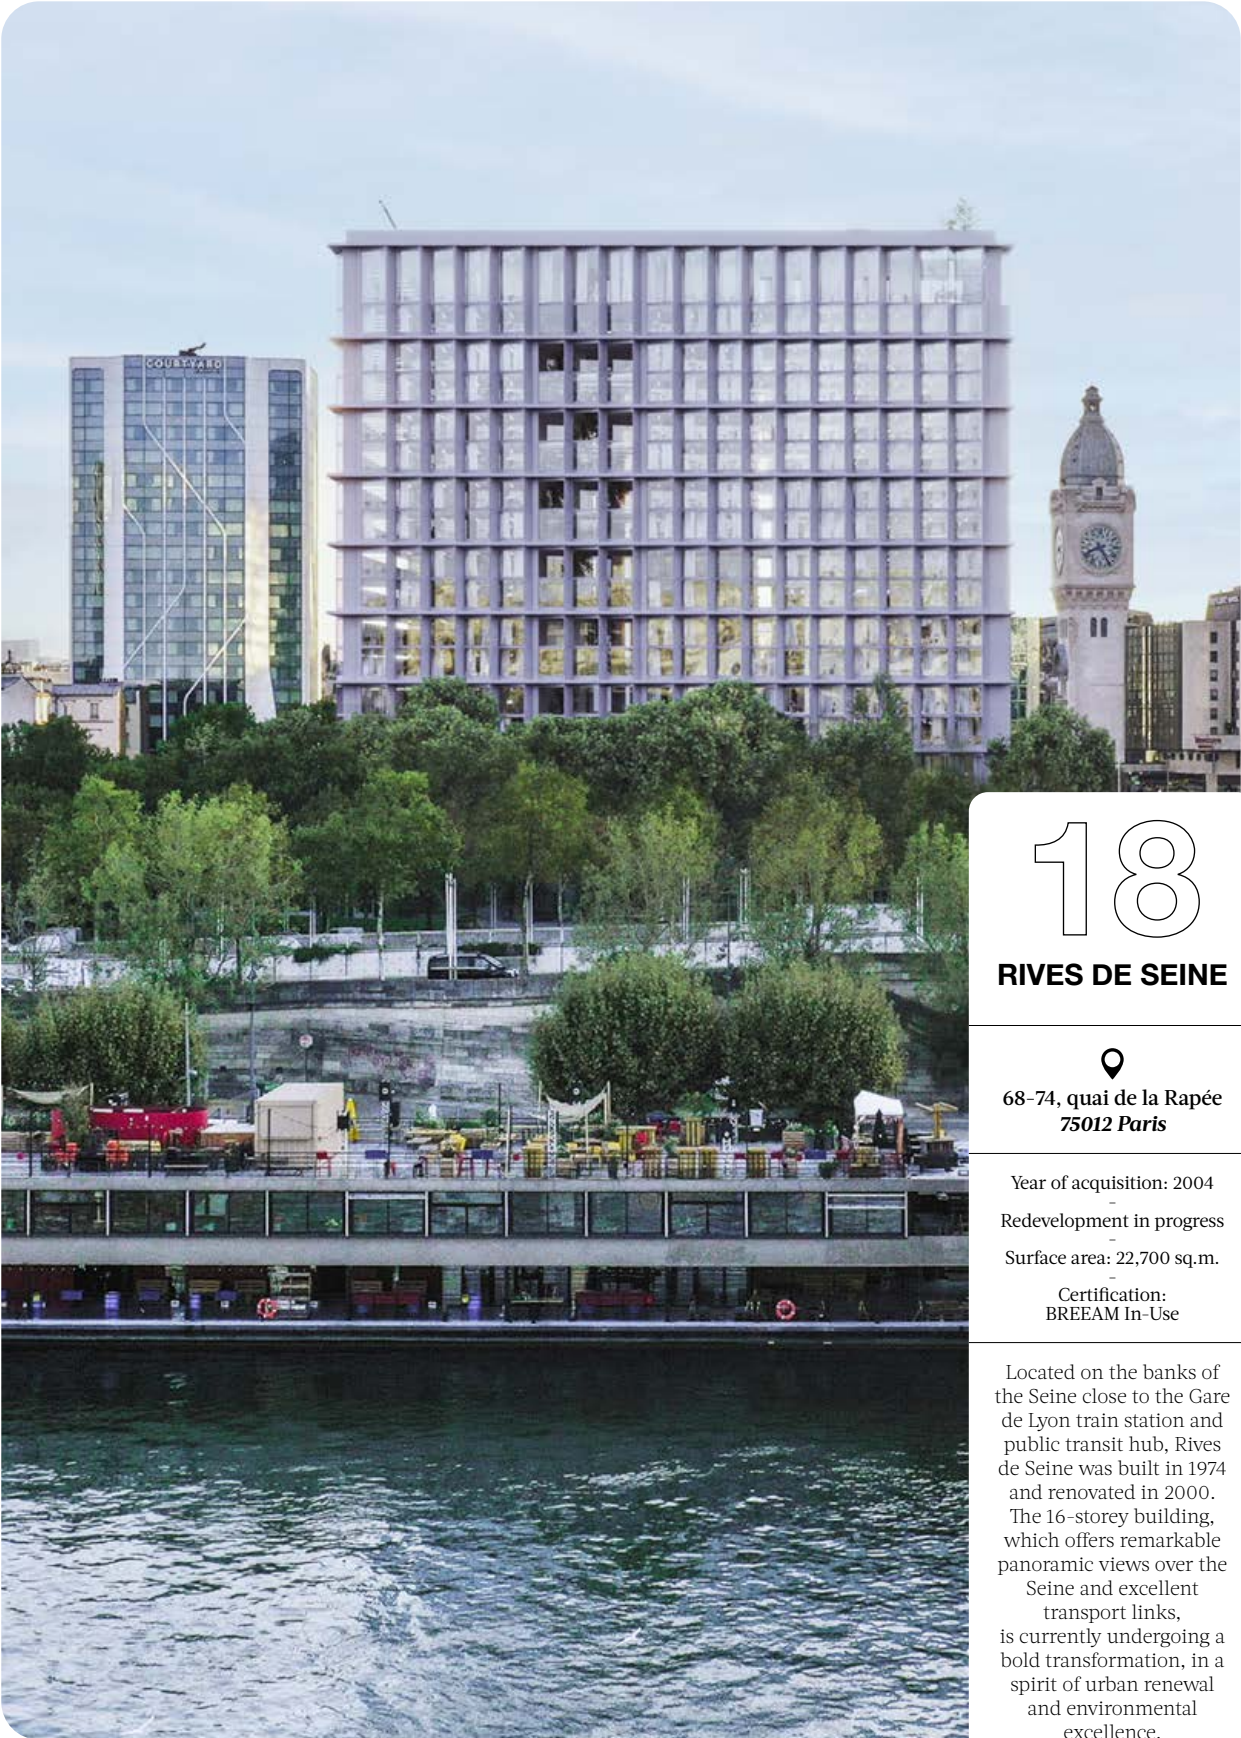 COURTYARD
18
RIVES DE SEINE
68-74, quai de la Rapée
75012 Paris
Year of acquisition: 2004
–
Redevelopment in progress
–
Surface area: 22,700 sq.m.
–
Certification:
BREEAM In-Use
Located on the banks of
the Seine close to the Gare
de Lyon train station and
public transit hub, Rives
de Seine was built in 1974
and renovated in 2000.
The 16-storey building,
which offers remarkable
panoramic views over the
Seine and excellent
transport links,
is currently undergoing a
bold transformation, in a
spirit of urban renewal
and environmental
excellence.